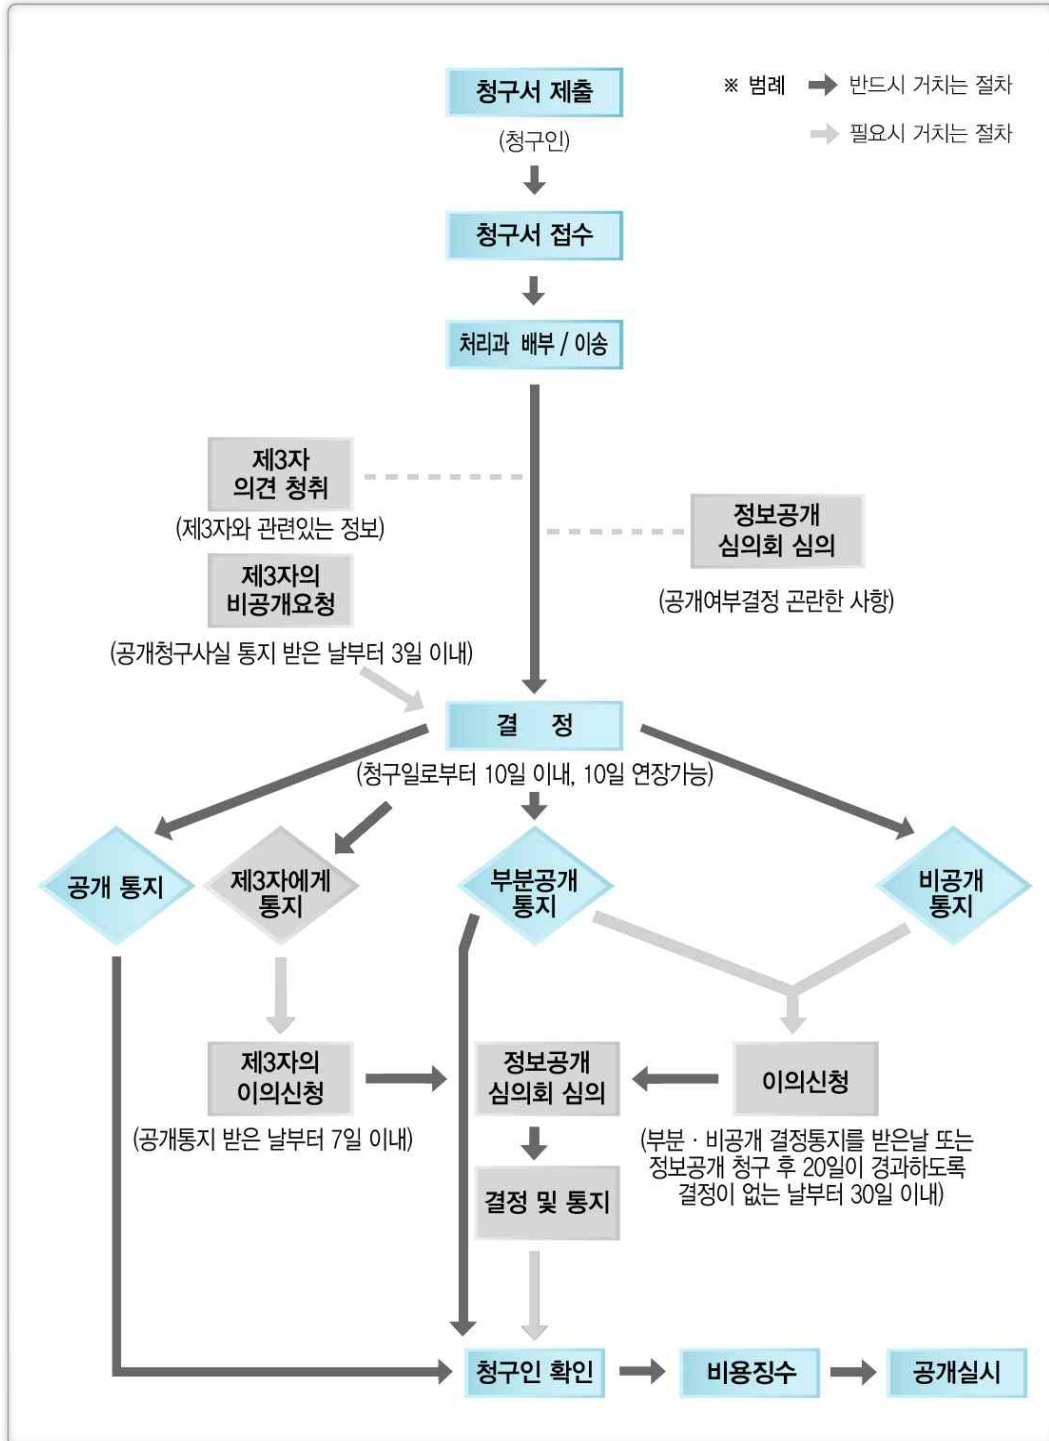 청구서 제출
※ 범례 반드시 거치는 절차
필요시 거치는 절차
(청구인)
청구서 접수
처리과 배부 / 이송
제3자
의견 청취
(제3자와 관련있는 정보)
정보공개
심의회 심의
(공개여부결정 곤란한 사항)
제3자의
비공개요청
(공개청구사실 통지 받은 날부터 3일 이내)
결 정
(청구일로부터 10일 이내, 10일 연장가능)
공개 통지
제3자에게
통지
부분공개
통지
비공개
통지
제3자의
이의신청
(공개통지 받은 날부터 7일 이내)
정보공개
심의회 심의
이의신청
(부분 · 비공개 결정통지를 받은날 또는
정보공개 청구 후 20일이 경과하도록
결정이 없는 날부터 30일 이내)
결정 및 통지
청구인 확인
비용징수
공개실시